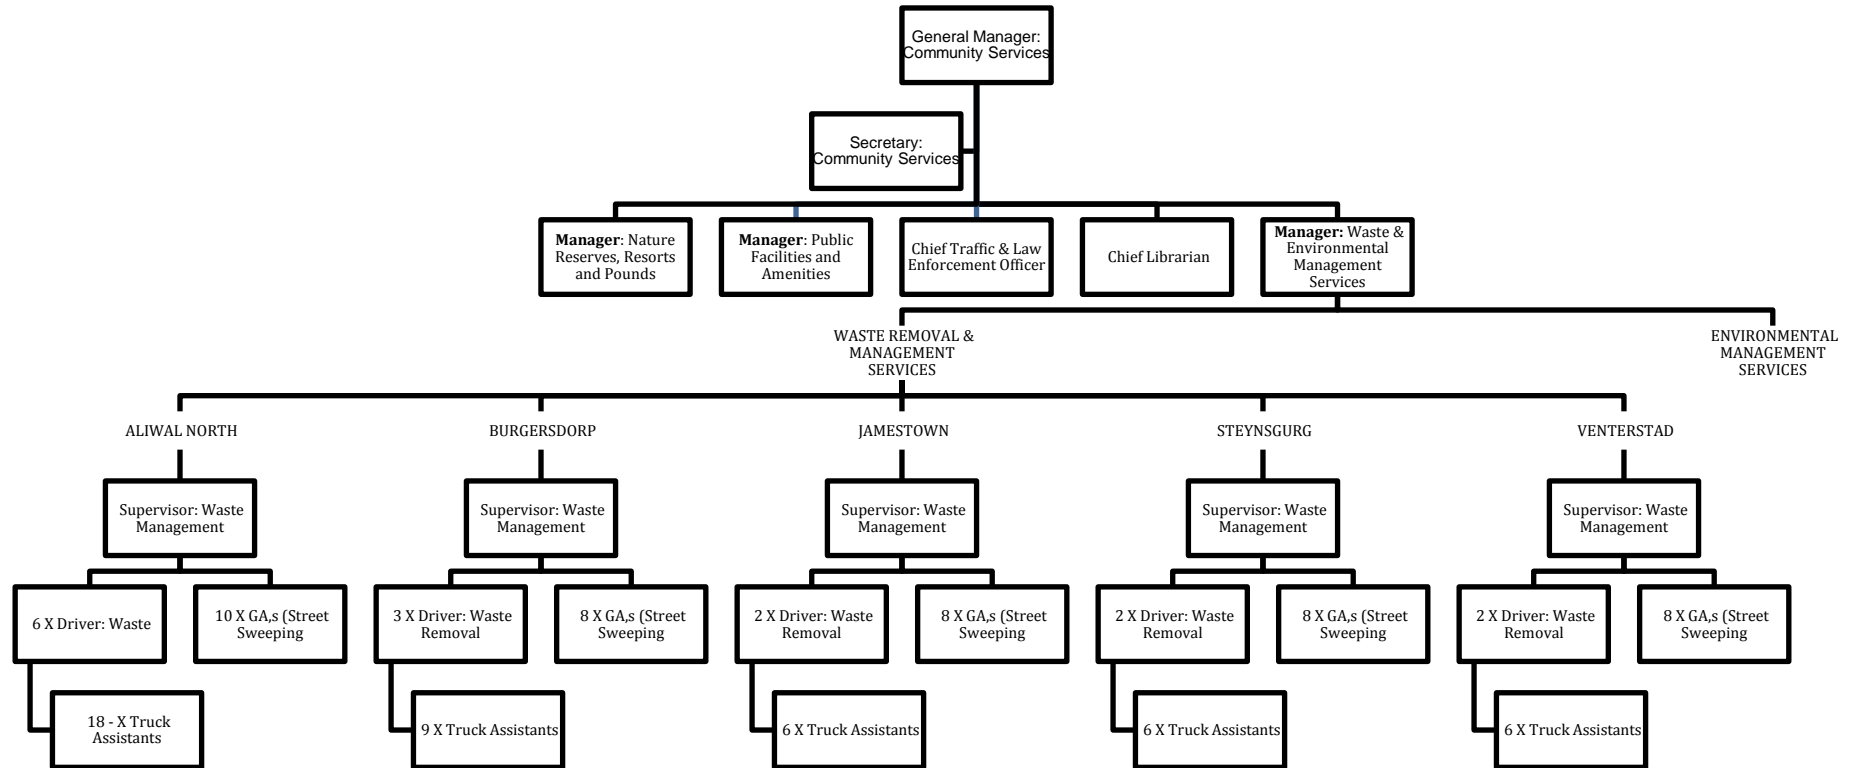 General Manager:
Community Services
Secretary:
Community Services
Manager: Nature
Reserves, Resorts
and Pounds
Manager: Public
Facilities and
Amenities
Chief Traffic & Law
Enforcement Officer
Chief Librarian
Manager: Waste &
Environmental
Management
Services
WASTE REMOVAL &
MANAGEMENT
SERVICES
ENVIRONMENTAL
MANAGEMENT
SERVICES
ALIWAL NORTH
BURGERSDORP
JAMESTOWN
STEYNSGURG
VENTERSTAD
Supervisor: Waste
Management
Supervisor: Waste
Management
Supervisor: Waste
Management
Supervisor: Waste
Management
Supervisor: Waste
Management
6 X Driver: Waste
10 X GA,s (Street
Sweeping
3 X Driver: Waste
Removal
8 X GA,s (Street
Sweeping
2 X Driver: Waste
Removal
8 X GA,s (Street
Sweeping
2 X Driver: Waste
Removal
8 X GA,s (Street
Sweeping
2 X Driver: Waste
Removal
8 X GA,s (Street
Sweeping
18 - X Truck
Assistants
9 X Truck Assistants
6 X Truck Assistants
6 X Truck Assistants
6 X Truck Assistants